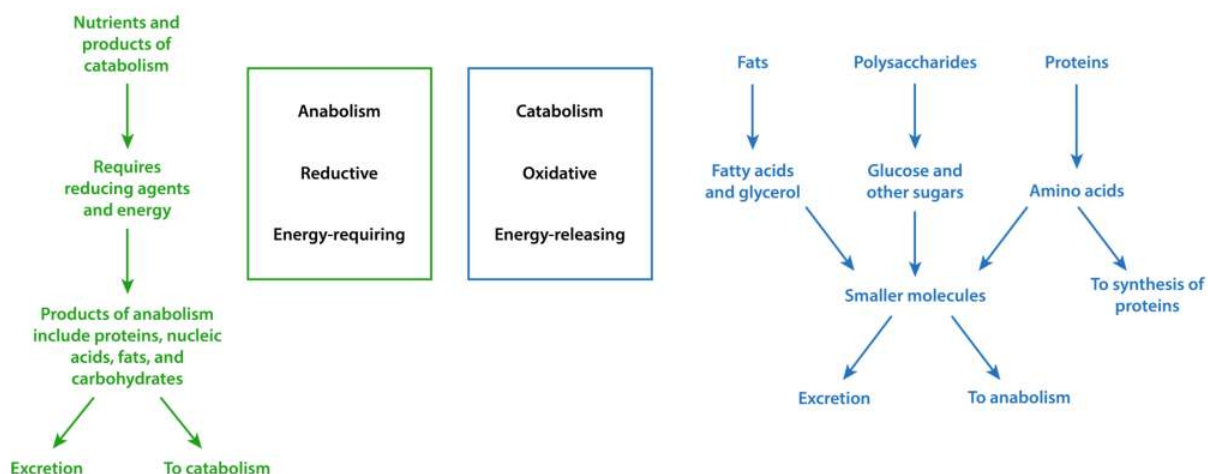 Nutrients and
products of
catabolism
Requires
reducing agents
and energy
Products of anabolism
include proteins, nucleic
acids, fats, and
carbohydrates
Excretion
To catabolism
Anabolism
Reductive
Energy-requiring
Catabolism
Oxidative
Energy-releasing
Fats
Polysaccharides
Proteins
Fatty acids
and glycerol
Glucose and
other sugars
Amino acids
Smaller molecules
To synthesis of
proteins
Excretion
To anabolism